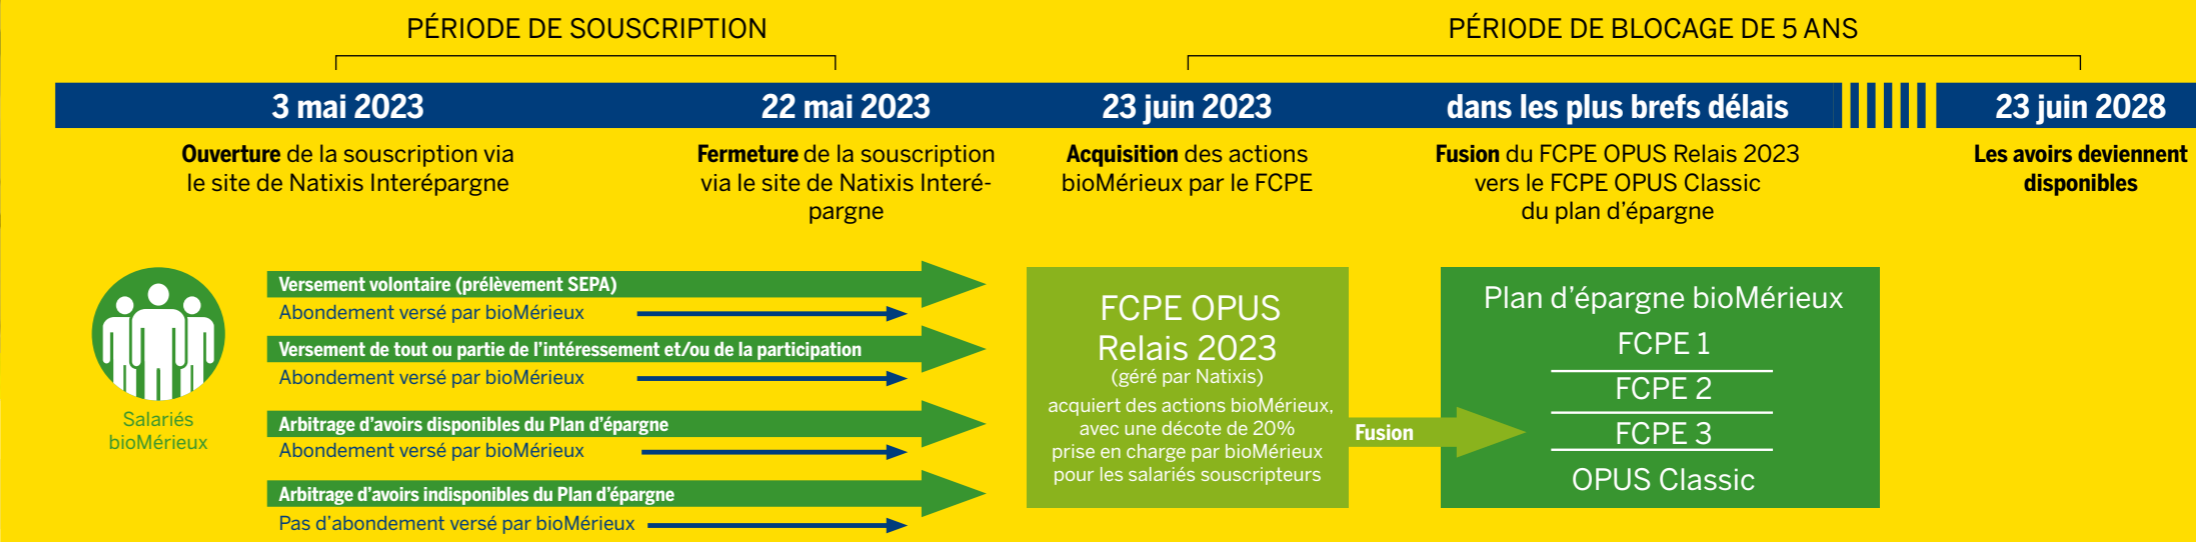 PÉRIODE DE SOUSCRIPTION
PÉRIODE DE BLOCAGE DE 5 ANS
3 mai 2023
22 mai 2023
23 juin 2023
dans les plus brefs délais
23 juin 2028
Ouverture de la souscription via
le site de Natixis Interépargne
Fermeture de la souscription
via le site de Natixis Interé-
pargne
Acquisition des actions
bioMérieux par le FCPE
Fusion du FCPE OPUS Relais 2023
vers le FCPE OPUS Classic
du plan d’épargne
Les avoirs deviennent
disponibles
Salariés
bioMérieux
Versement volontaire (prélèvement SEPA)
Abondement versé par bioMérieux
Versement de tout ou partie de l’intéressement et/ou de la participation
Abondement versé par bioMérieux
Arbitrage d’avoirs disponibles du Plan d’épargne
Abondement versé par bioMérieux
Arbitrage d’avoirs indisponibles du Plan d’épargne
Pas d’abondement versé par bioMérieux
FCPE OPUS
Relais 2023
(géré par Natixis)
acquiert des actions bioMérieux,
avec une décote de 20%
prise en charge par bioMérieux
pour les salariés souscripteurs
Fusion
Plan d’épargne bioMérieux
FCPE 1
FCPE 2
FCPE 3
OPUS Classic